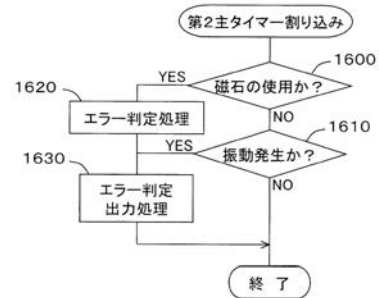 第2主タイマー割り込み
1600
YES
磁石の使用か?
1620
NO
エラー判定処理
1610
YES
振動発生か?
1630
NO
エラー判定
出力処理
終 了